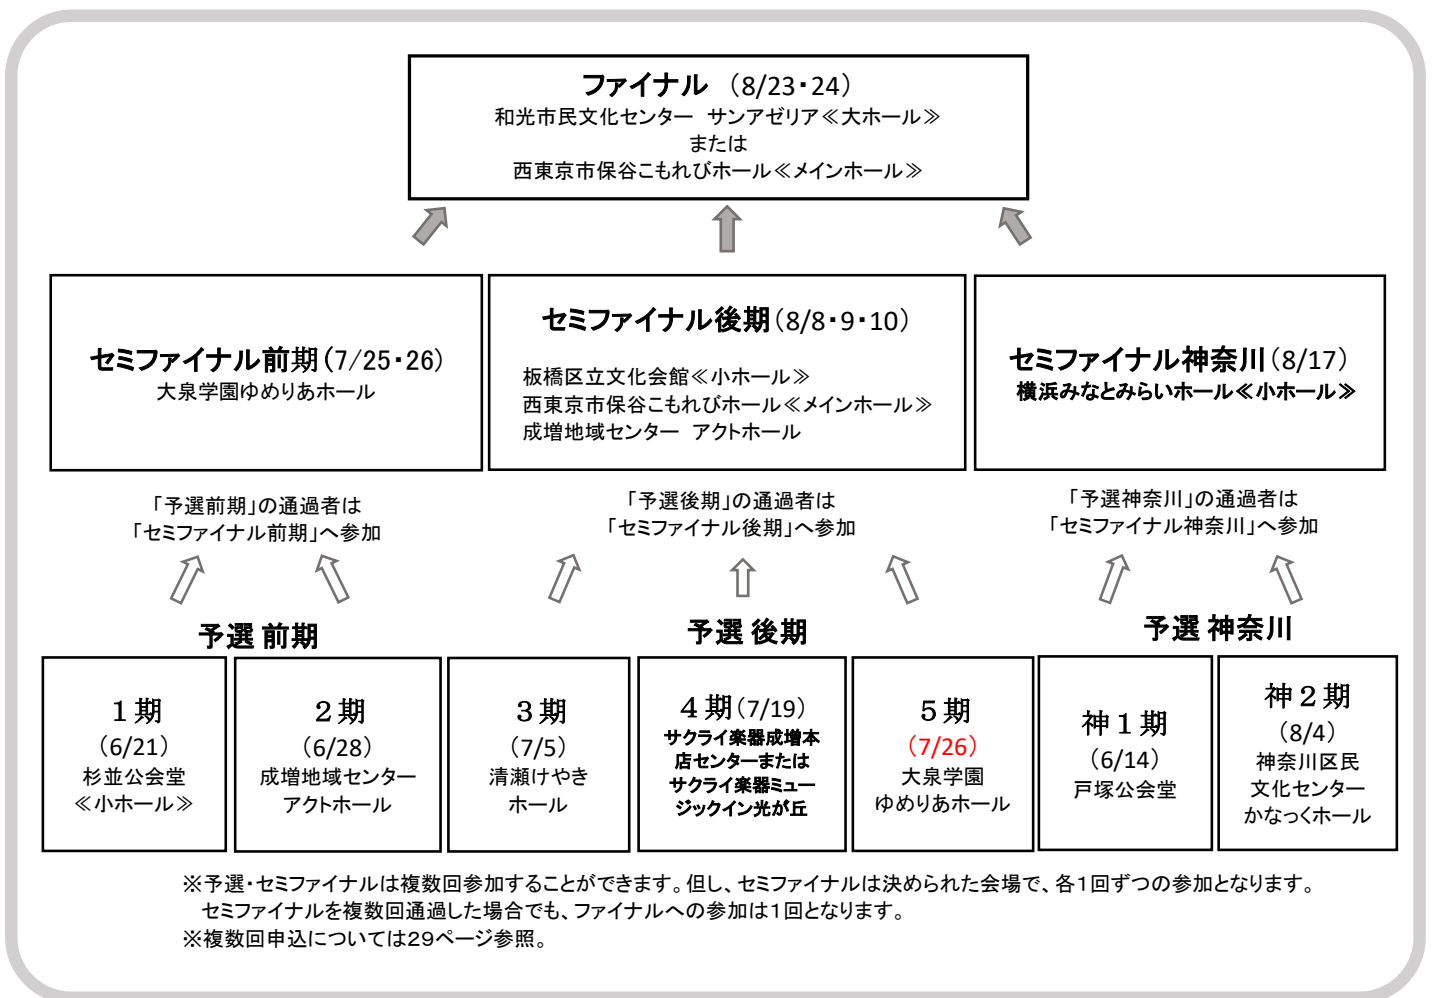 ファイナル （8/23・24）
和光市民文化センター サンアゼリア≪大ホール≫
または
西東京市保谷こもれびホール≪メインホール≫
セミファイナル前期（7/25・26）
大泉学園ゆめりあホール
セミファイナル後期（8/8・9・10）
板橋区立文化会館≪小ホール≫
西東京市保谷こもれびホール≪メインホール≫
成増地域センター アクトホール
セミファイナル神奈川（8/17）
横浜みなとみらいホール≪小ホール≫
「予選前期」の通過者は
「セミファイナル前期」へ参加
「予選後期」の通過者は
「セミファイナル後期」へ参加
「予選神奈川」の通過者は
「セミファイナル神奈川」へ参加
予選 前期
予選 後期
予選 神奈川
１期
（6/21）
杉並公会堂
≪小ホール≫
２期
（6/28）
成増地域センター
アクトホール
３期
（7/5）
清瀬けやき
ホール
４期（7/19）
サクライ楽器成増本
店センターまたは
サクライ楽器ミュー
ジックイン光が丘
５期
（7/26）
大泉学園
ゆめりあホール
神１期
（6/14）
戸塚公会堂
神２期
（8/4）
神奈川区民
文化センター
かなっくホール
※予選・セミファイナルは複数回参加することができます。但し、セミファイナルは決められた会場で、各１回ずつの参加となります。
セミファイナルを複数回通過した場合でも、ファイナルへの参加は１回となります。
※複数回申込については２９ページ参照。